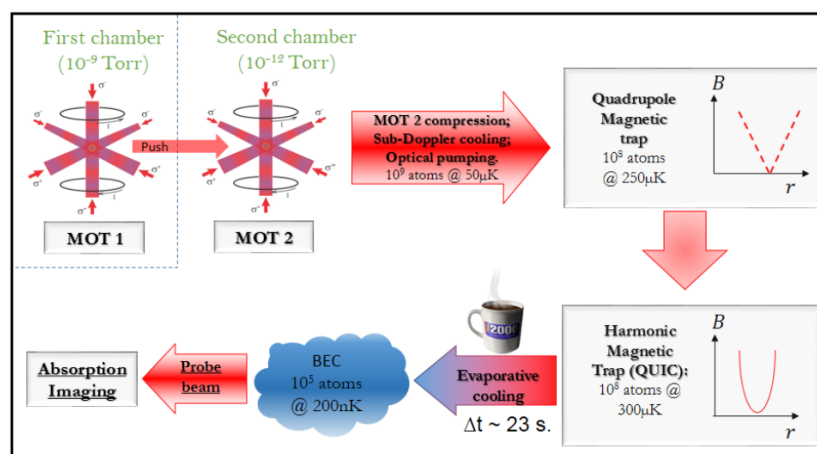 First chamber
(10⁻⁹ Torr)
Second chamber
(10⁻¹² Torr)
Push
MOT 1
MOT 2
MOT 2 compression;
Sub-Doppler cooling;
Optical pumping.
10⁹ atoms @ 50μK
Quadrupole
Magnetic
trap
10⁸ atoms
@ 250μK
B
r
Harmonic
Magnetic
Trap (QUIC):
10⁸ atoms @
300μK
B
r
Evaporative
cooling
Δt ~ 23 s.
BEC
10⁵ atoms
@ 200nK
Probe
beam
Absorption
Imaging